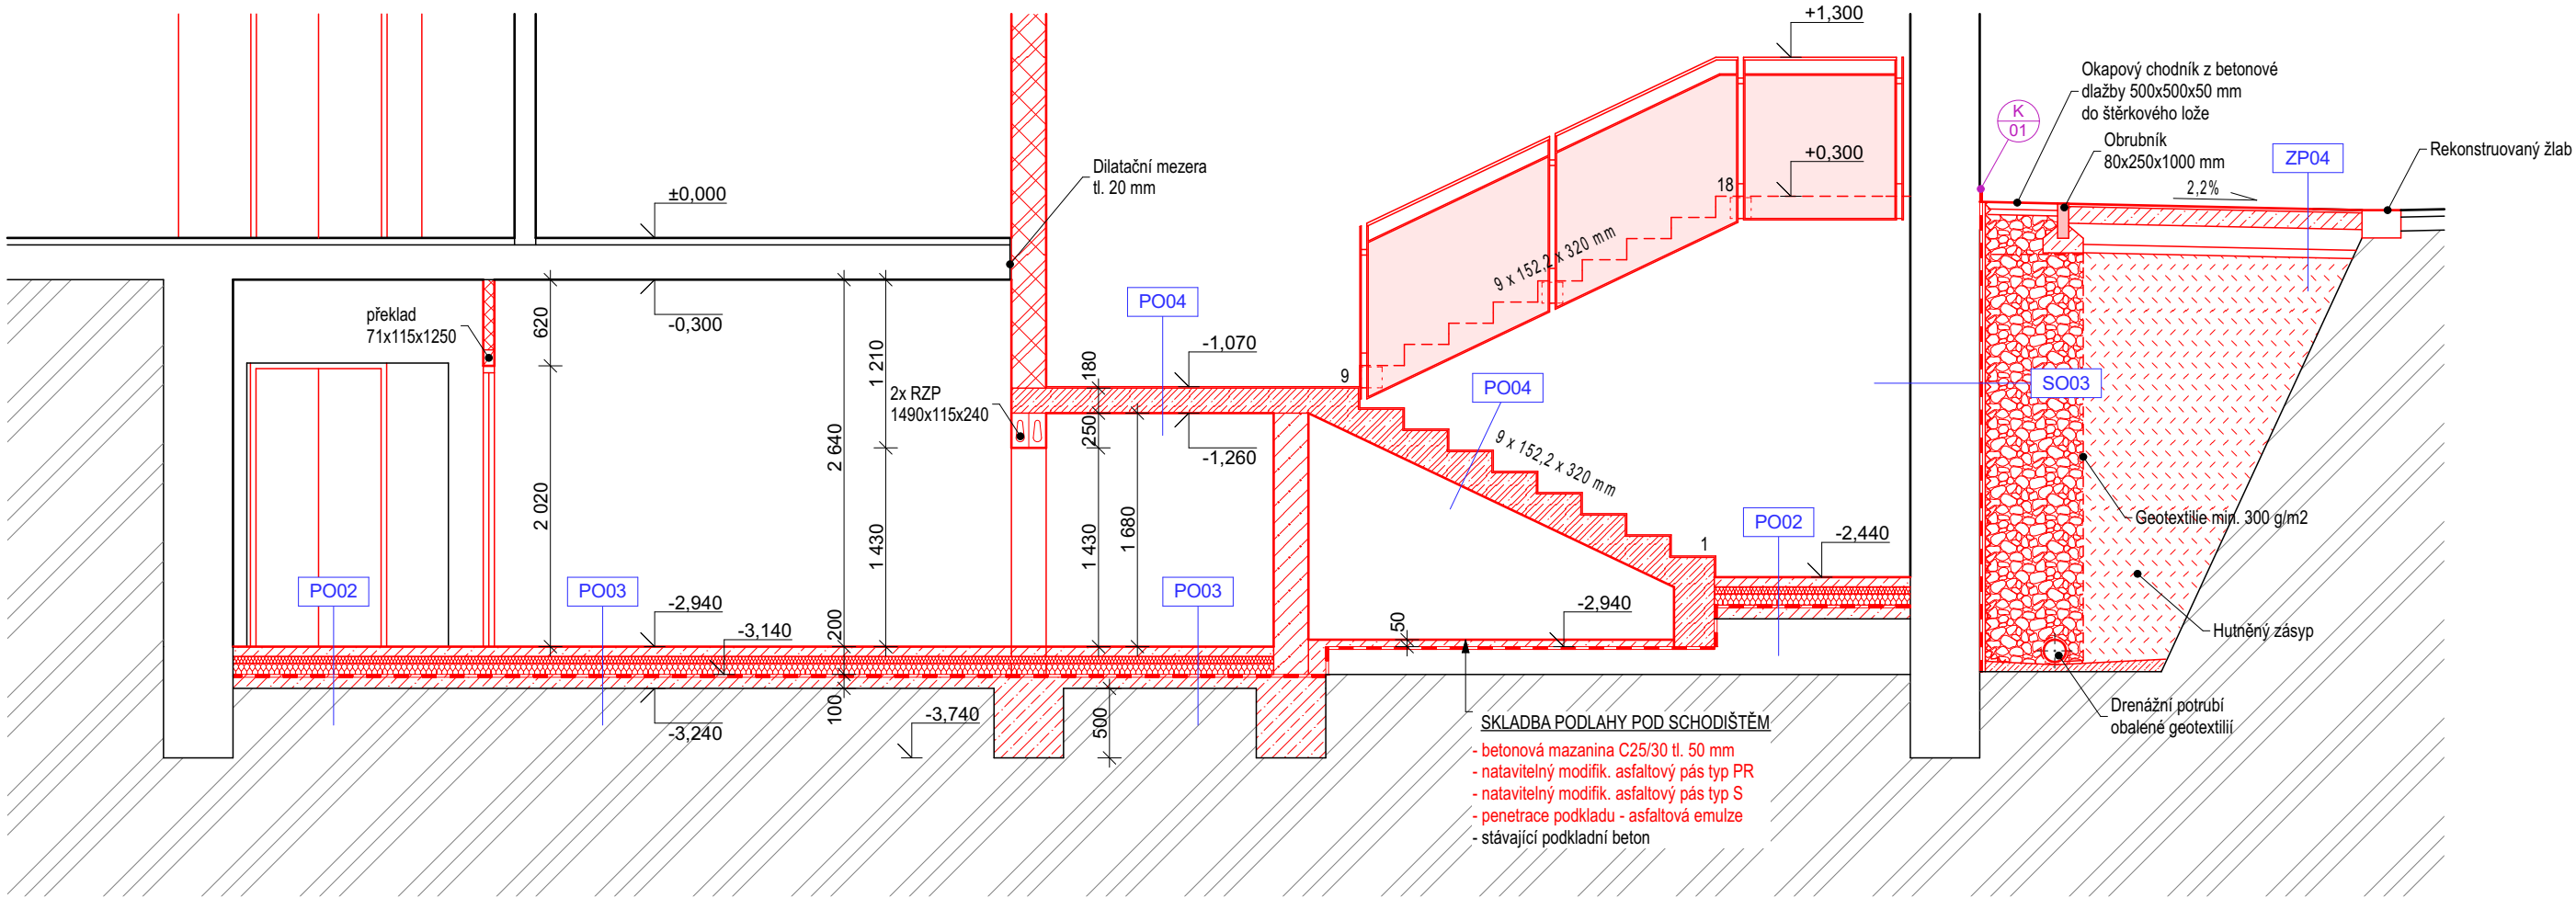 +1,300
Okapový chodník z betonové
dlažby 500x500x50 mm
do štěrkového lože
K
01
Obrubník
80x250x1000 mm
ZP04
Rekonstruovaný žlab
2,2%
±0,000
Dilatační mezera
tl. 20 mm
+0,300
18
9 x 152,2 x 320 mm
-0,300
překlad
71x115x1250
620
2 020
2 640
1 210
1 430
200
100
PO04
-1,070
180
250
1 430
1 680
-1,260
2x RZP
1490x115x240
9
PO04
SO03
9 x 152,2 x 320 mm
1
PO02
-2,440
Geotextilie min. 300 g/m2
Hutněný zásyp
Drenážní potrubí
obalené geotextilií
PO02
PO03
-2,940
-3,140
PO03
-2,940
50
-3,240
-3,740
500
SKLADBA PODLAHY POD SCHODIŠTĚM
- betonová mazanina C25/30 tl. 50 mm
- natavitelný modifik. asfaltový pás typ PR
- natavitelný modifik. asfaltový pás typ S
- penetrace podkladu - asfaltová emulze
- stávající podkladní beton